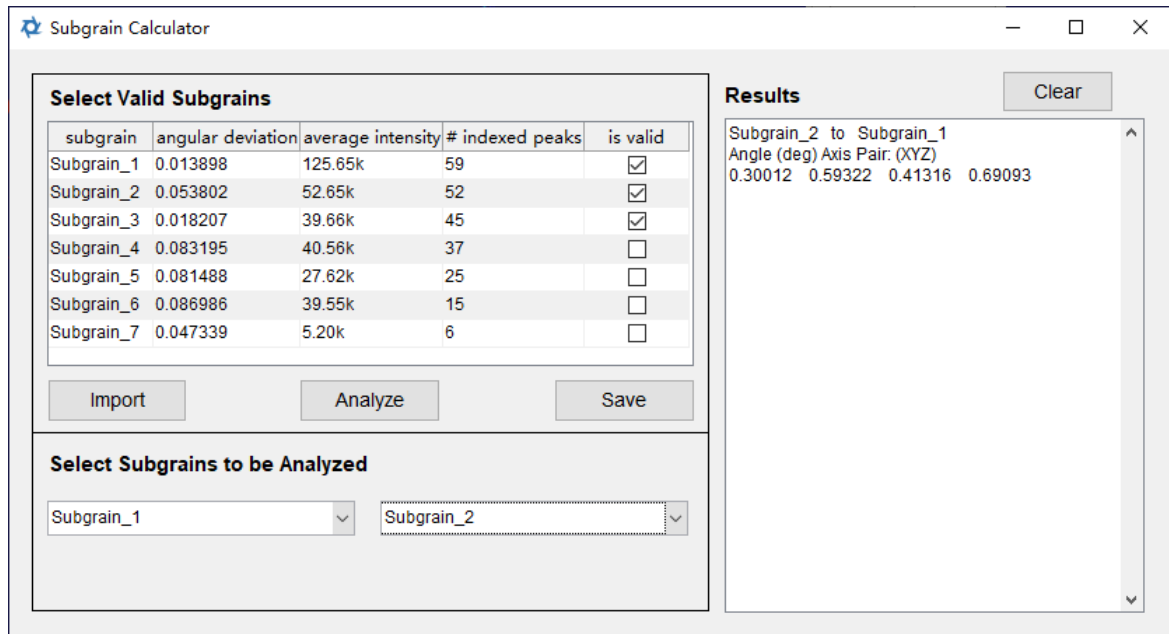 Subgrain Calculator
Select Valid Subgrains
subgrain angular deviation average intensity # indexed peaks is valid
Subgrain_1 0.013898 125.65k 59
Subgrain_2 0.053802 52.65k 52
Subgrain_3 0.018207 39.66k 45
Subgrain_4 0.083195 40.56k 37
Subgrain_5 0.081488 27.62k 25
Subgrain_6 0.086986 39.55k 15
Subgrain_7 0.047339 5.20k 6
Import Analyze Save
Select Subgrains to be Analyzed
Subgrain_1 Subgrain_2
Results Clear
Subgrain_2 to Subgrain_1
Angle (deg) Axis Pair: (XYZ)
0.30012 0.59322 0.41316 0.69093